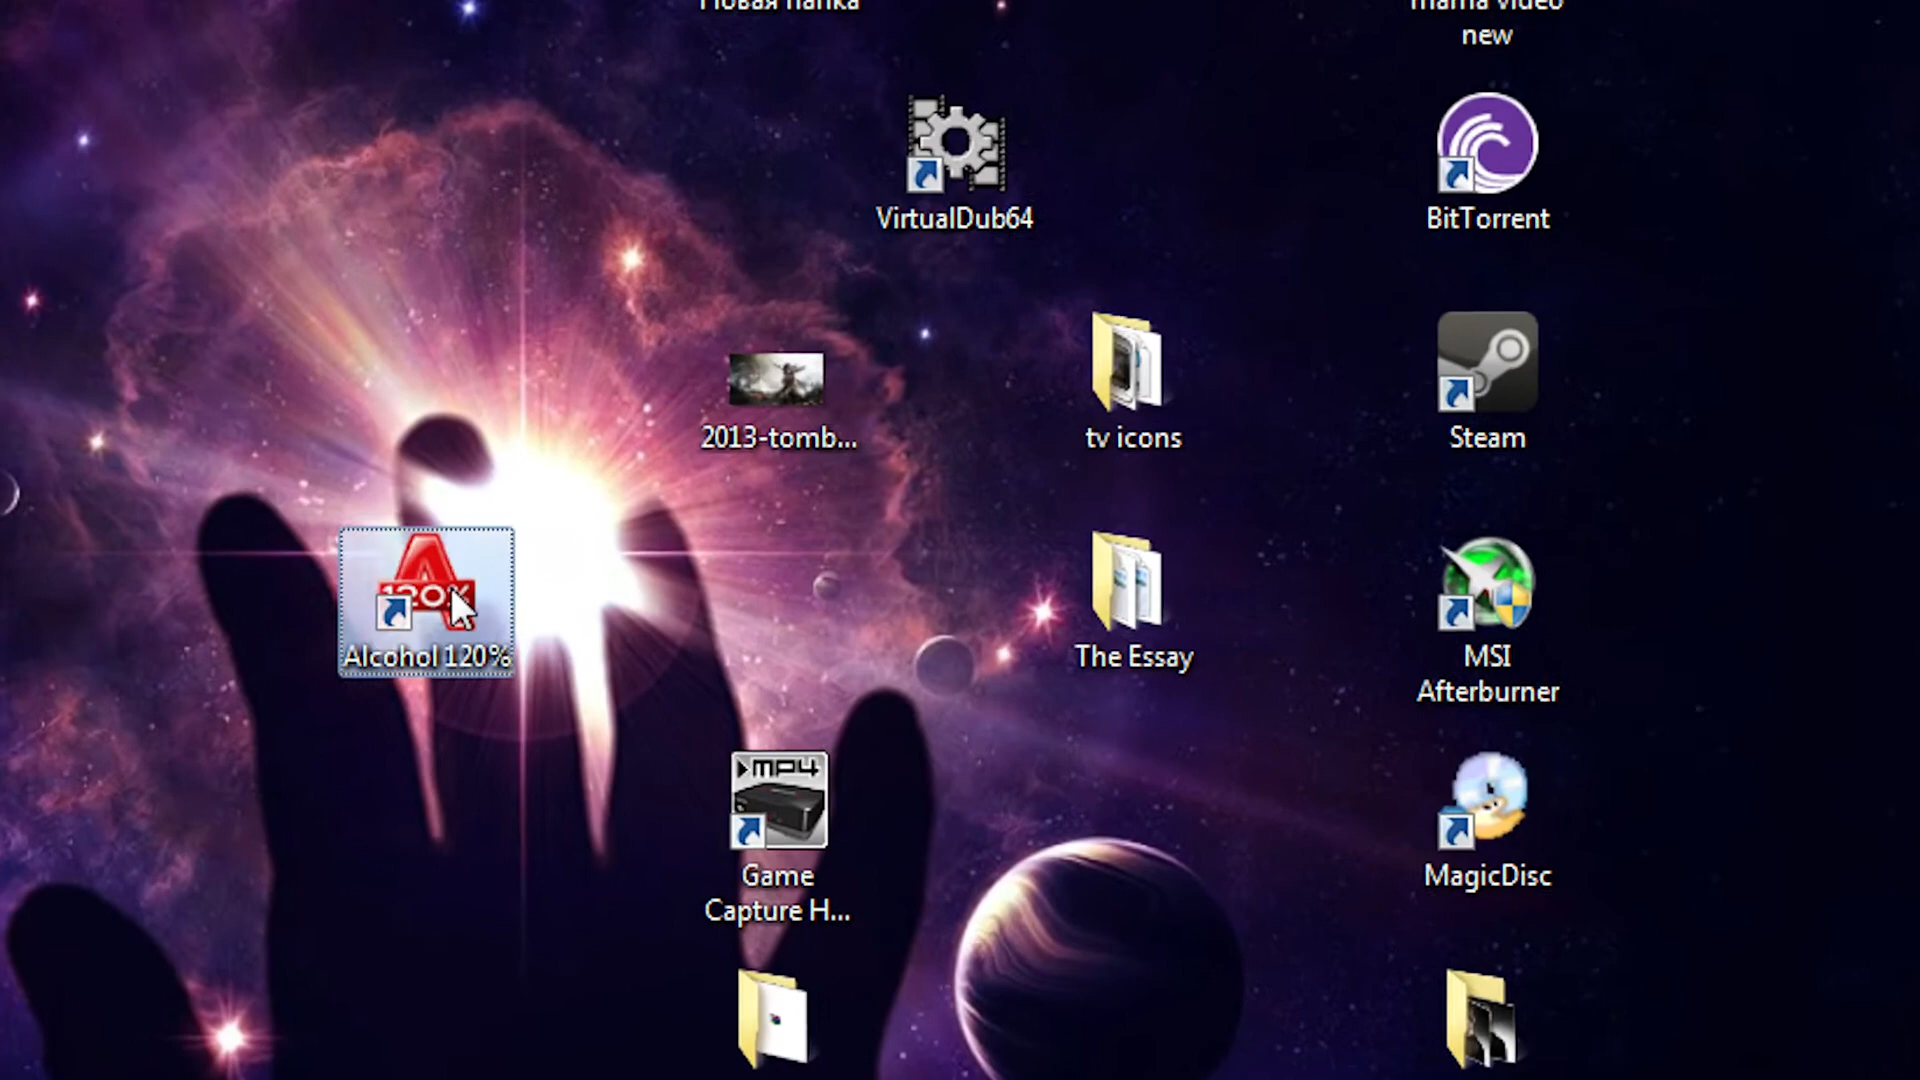 Новая папка
mama video
new
VirtualDub64
BitTorrent
2013-tomb...
tv icons
Steam
120%
Alcohol 120%
The Essay
MSI
Afterburner
MP4
Game
Capture H...
MagicDisc